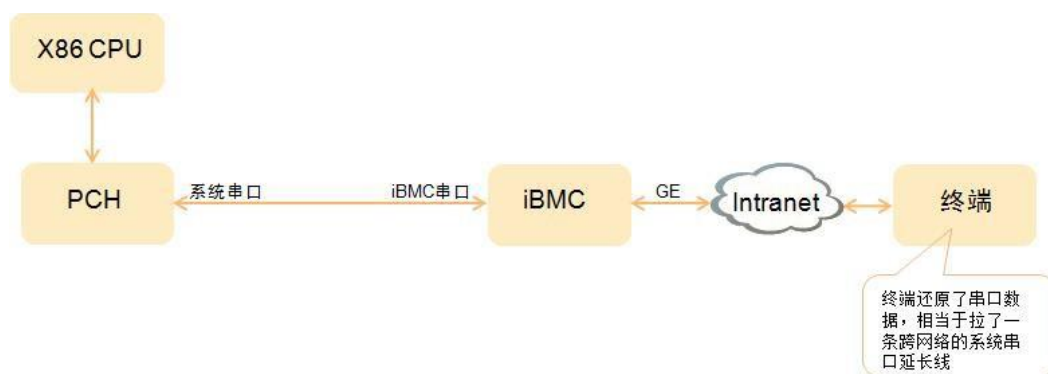 X86 CPU
PCH
系统串口
iBMC串口
iBMC
GE
Intranet
终端
终端还原了串口数
据，相当于拉了一
条跨网络的系统串
口延长线